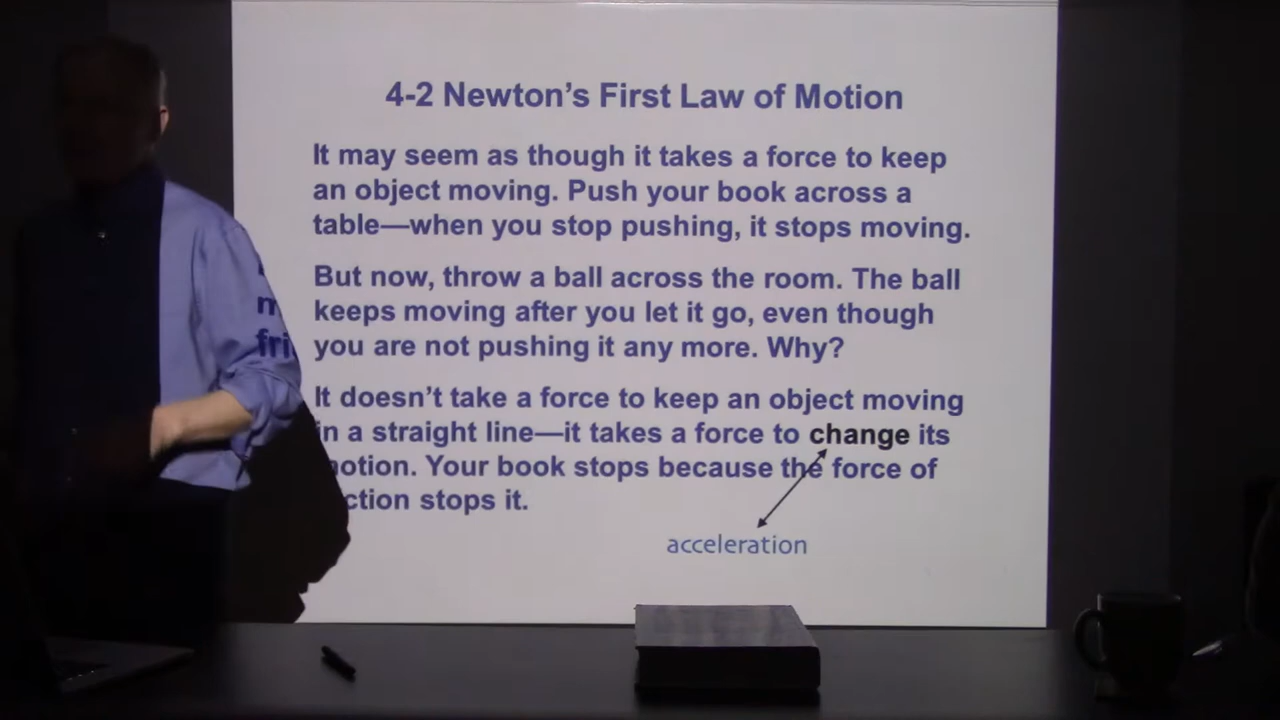 4-2 Newton's First Law of Motion
It may seem as though it takes a force to keep
an object moving. Push your book across a
table—when you stop pushing, it stops moving.
But now, throw a ball across the room. The ball
keeps moving after you let it go, even though
you are not pushing it any more. Why?
It doesn't take a force to keep an object moving
in a straight line—it takes a force to change its
motion. Your book stops because the force of
friction stops it.
acceleration